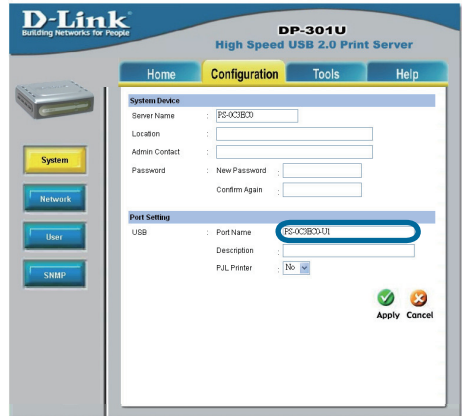 D-Link®
Building Networks for People
DP-301U
High Speed USB 2.0 Print Server
Home Configuration Tools Help
System
Network
User
SNMP
System Device
Server Name : PS-0C3BC0
Location :
Admin Contact :
Password : New Password :
Confirm Again :
Port Setting
USB : Port Name : PS-0C3BC0-U1
Description :
PJL Printer : No
Apply Cancel